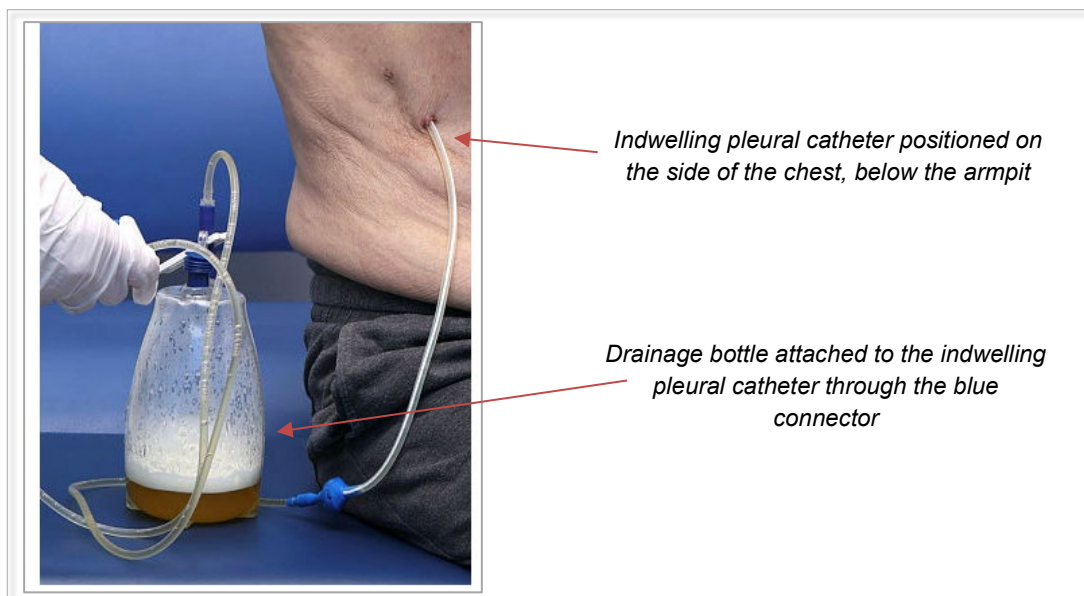 Indwelling pleural catheter positioned on
the side of the chest, below the armpit
Drainage bottle attached to the indwelling
pleural catheter through the blue
connector